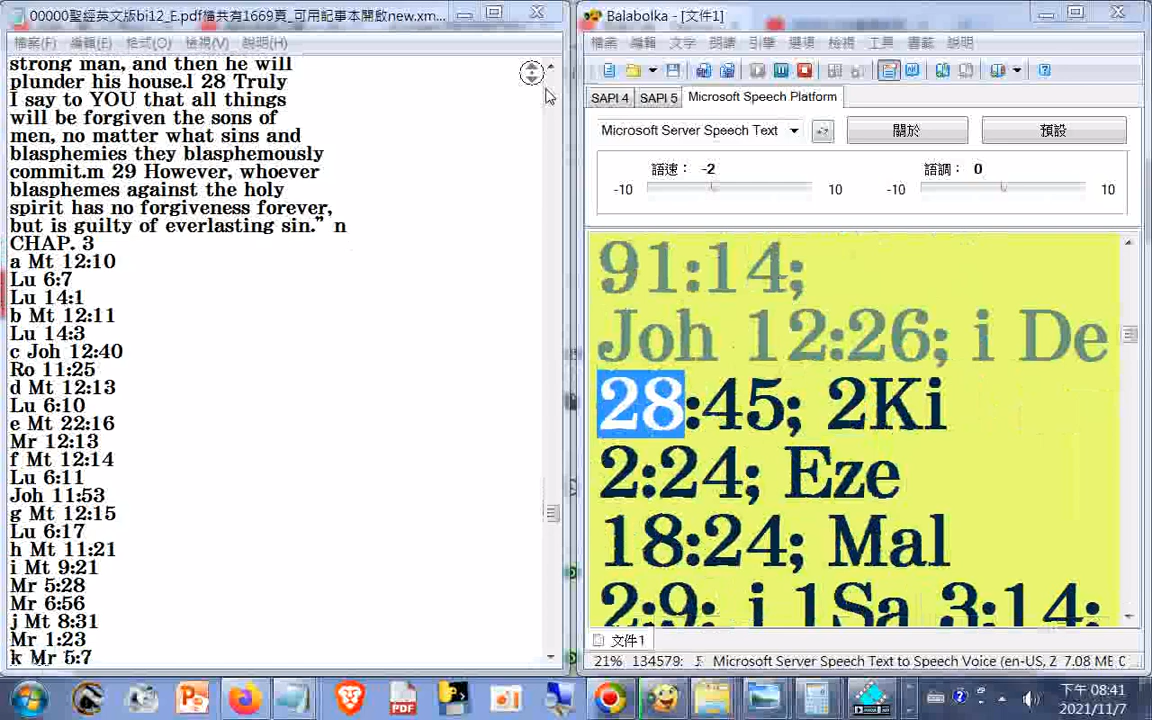 00000聖經英文版bi12_E.pdf檔共有1669頁_可用記事本開啟new.xm...
檔案(F) 編輯(E) 格式(O) 檢視(V) 說明(H)
strong man, and then he will
plunder his house.l 28 Truly
I say to YOU that all things
will be forgiven the sons of
men, no matter what sins and
blasphemies they blasphemously
commit.m 29 However, whoever
blasphemes against the holy
spirit has no forgiveness forever,
but is guilty of everlasting sin.” n
CHAP. 3
a Mt 12:10
Lu 6:7
Lu 14:1
b Mt 12:11
Lu 14:3
c Joh 12:40
Ro 11:25
d Mt 12:13
Lu 6:10
e Mt 22:16
Mr 12:13
f Mt 12:14
Lu 6:11
Joh 11:53
g Mt 12:15
Lu 6:17
h Mt 11:21
i Mt 9:21
Mr 5:28
Mr 6:56
j Mt 8:31
Mr 1:23
k Mr 5:7
Balabolka - [文件1]
檔案 編輯 文字 朗讀 引擎 選項 檢視 工具 書籤 說明
SAPI 4 SAPI 5 Microsoft Speech Platform
Microsoft Server Speech Text 關於 預設
語速: -2 語調: 0
-10 10 -10 10
91:14;
Joh 12:26; i De
28:45; 2Ki
2:24; Eze
18:24; Mal
2:9; j 1Sa 3:14;
文件1
21% 134579: Microsoft Server Speech Text to Speech Voice (en-US, Z 7.08 ME
PDF
下午 08:41
2021/11/7